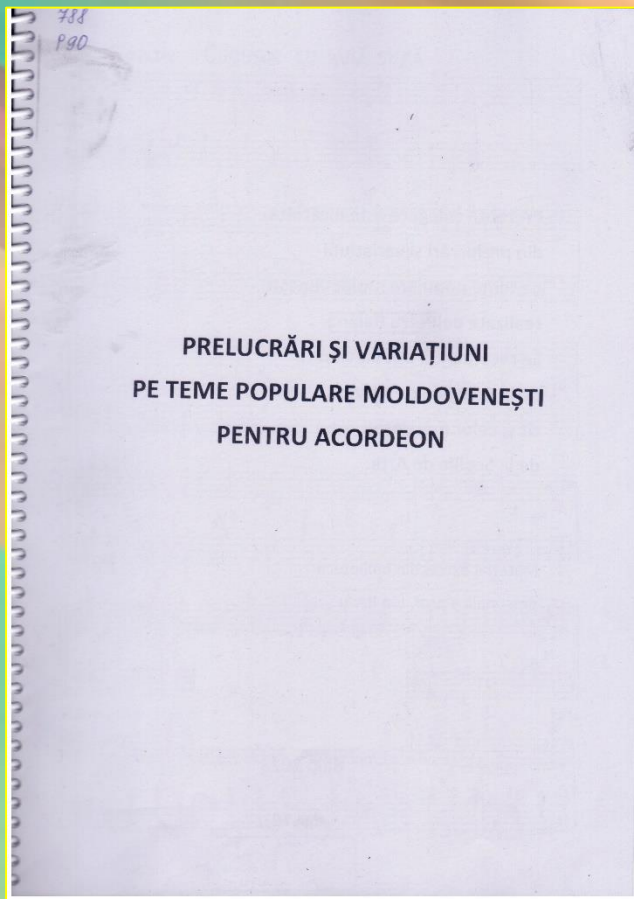 788
P90
PRELUCRĂRI ȘI VARIAȚIUNI
PE TEME POPULARE MOLDOVENEȘTI
PENTRU ACORDEON